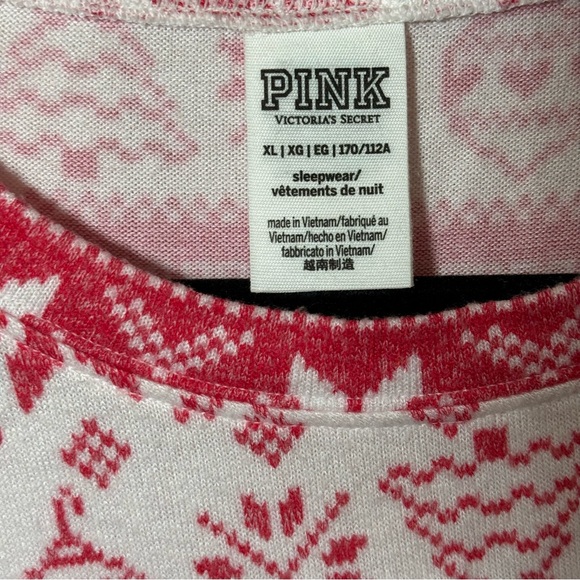 PINK
VICTORIA'S SECRET
XL | XG | EG | 170/112A
sleepwear/
vêtements de nuit
made in Vietnam/fabriqué au
Vietnam/hecho en Vietnam/
fabbricato in Vietnam/
越南制造